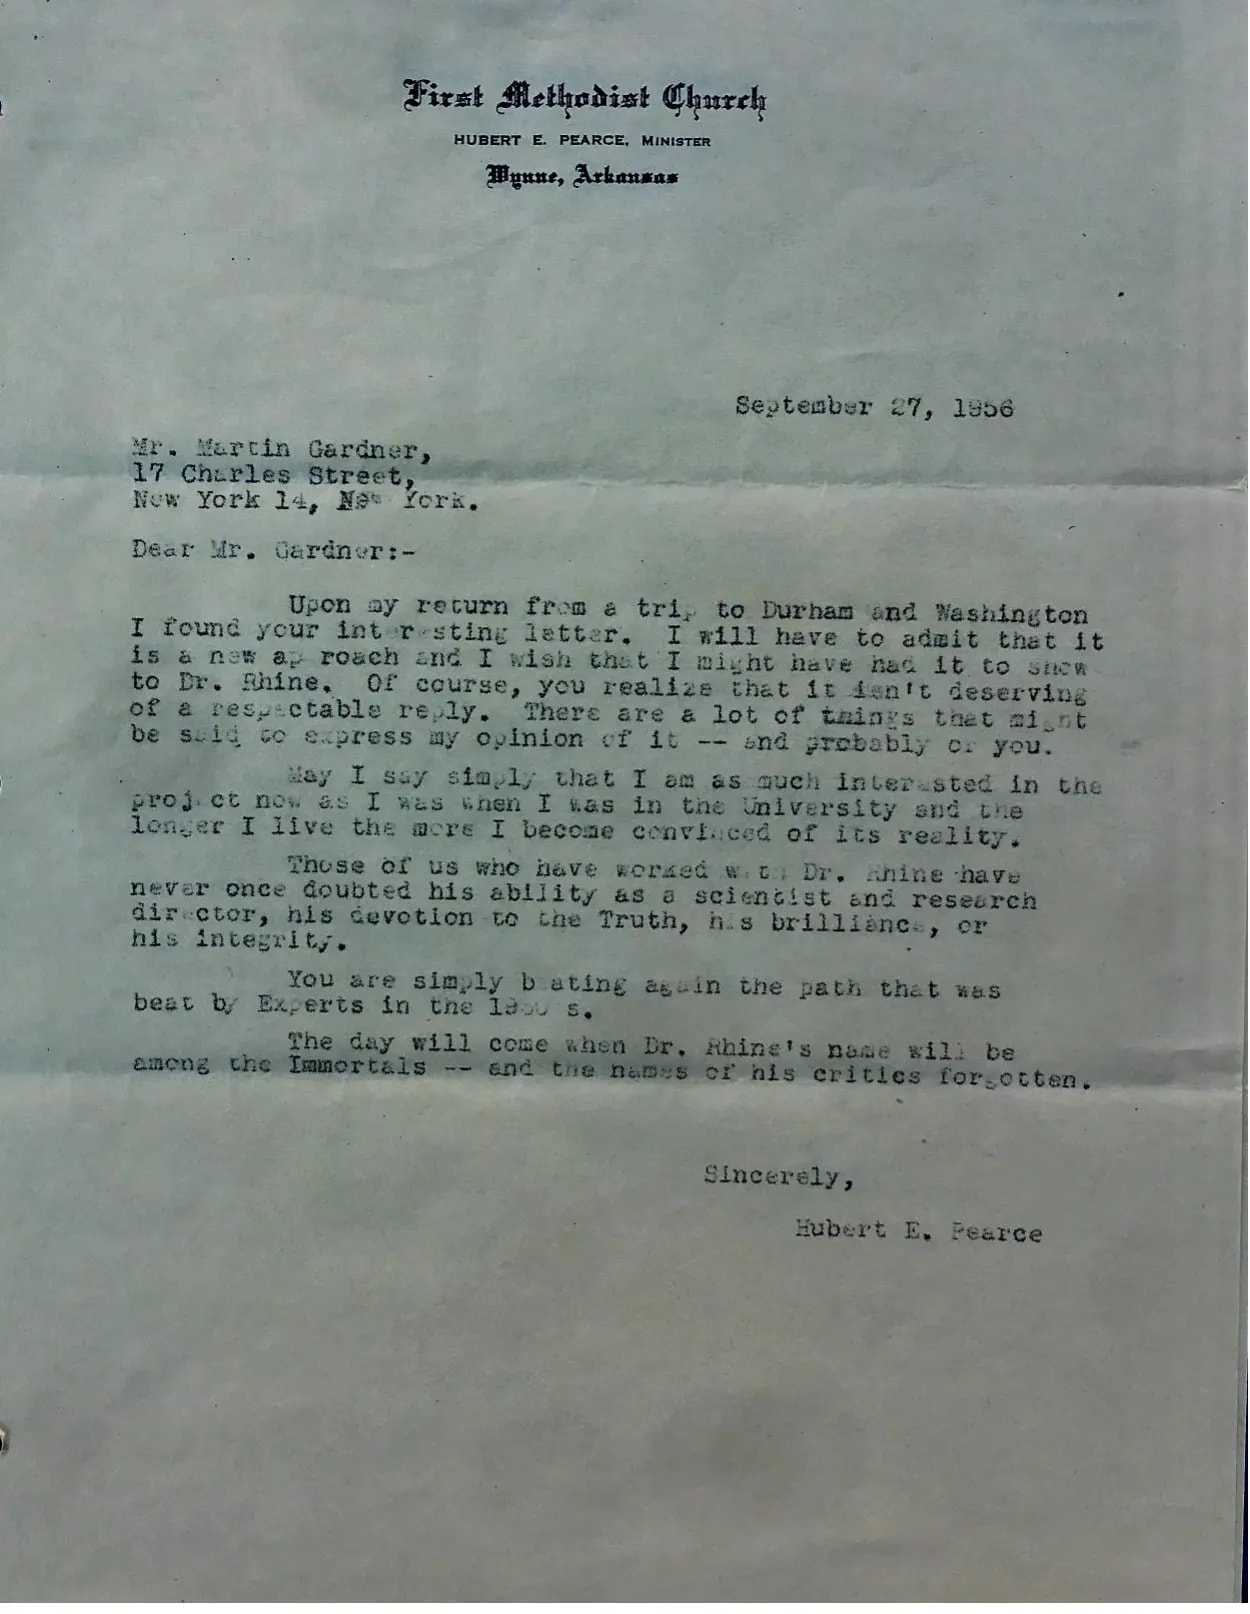 First Methodist Church
HUBERT E. PEARCE, MINISTER
Wynne, Arkansas
September 27, 1956
Mr. Martin Gardner,
17 Charles Street,
New York 14, New York.
Dear Mr. Gardner:-
Upon my return from a trip to Durham and Washington
I found your interesting letter. I will have to admit that it
is a new approach and I wish that I might have had it to show
to Dr. Rhine. Of course, you realize that it isn't deserving
of a respectable reply. There are a lot of things that might
be said to express my opinion of it -- and probably of you.
May I say simply that I am as much interested in the
project now as I was when I was in the University and the
longer I live the more I become convinced of its reality.
Those of us who have worked with Dr. Rhine have
never once doubted his ability as a scientist and research
director, his devotion to the Truth, his brilliance, or
his integrity.
You are simply beating again the path that was
beat by Experts in the s.
The day will come when Dr. Rhine's name will be
among the Immortals -- and the names of his critics forgotten.
Sincerely,
Hubert E. Pearce